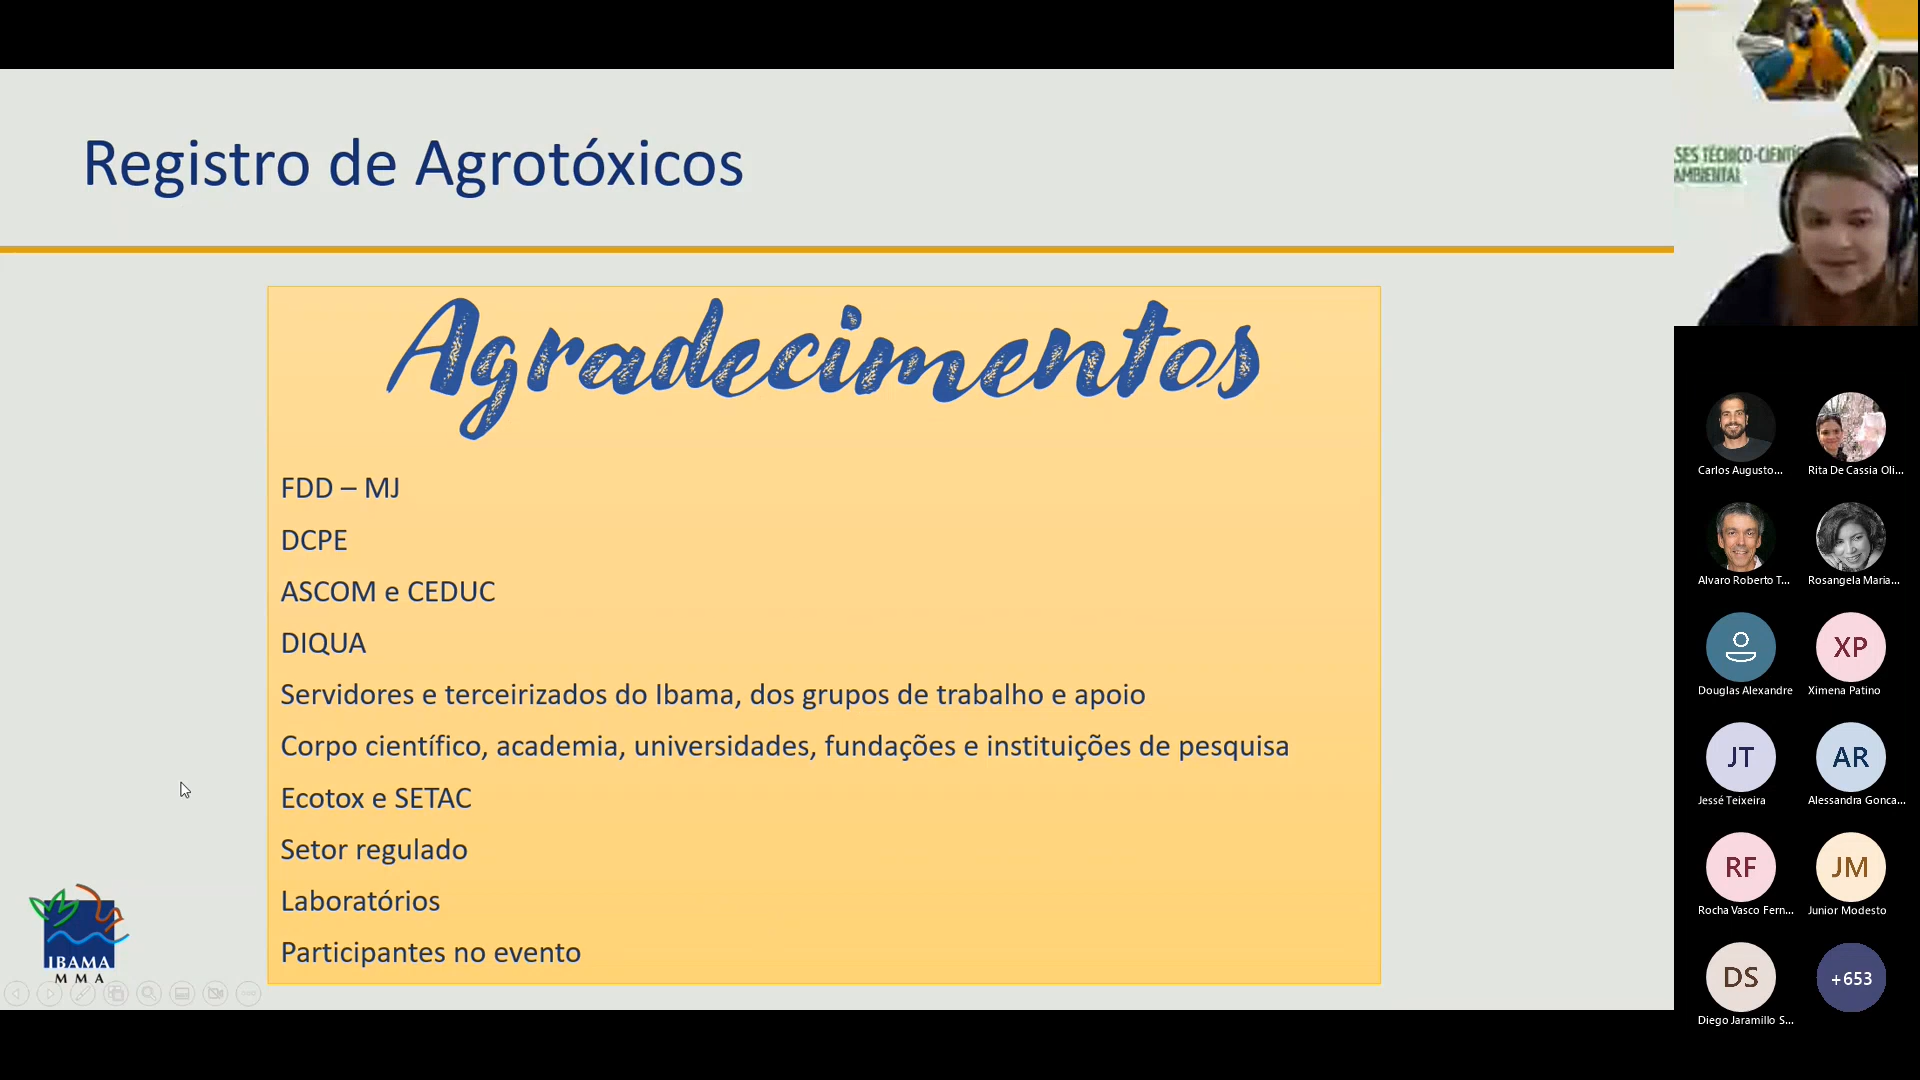 Registro de Agrotóxicos
Agradecimentos
FDD – MJ
DCPE
ASCOM e CEDUC
DIQUA
Servidores e terceirizados do Ibama, dos grupos de trabalho e apoio
Corpo científico, academia, universidades, fundações e instituições de pesquisa
Ecotox e SETAC
Setor regulado
Laboratórios
Participantes no evento
IBAMA
M M A
SES TÉCNICO-CIENTÍF
AMBIENTAL
Carlos Augusto...
Rita De Cassia Oli...
Alvaro Roberto T...
Rosangela Maria...
Douglas Alexandre
XP
Ximena Patino
JT
Jessé Teixeira
AR
Alessandra Gonca...
RF
Rocha Vasco Fern...
JM
Junior Modesto
DS
Diego Jaramillo S...
+653